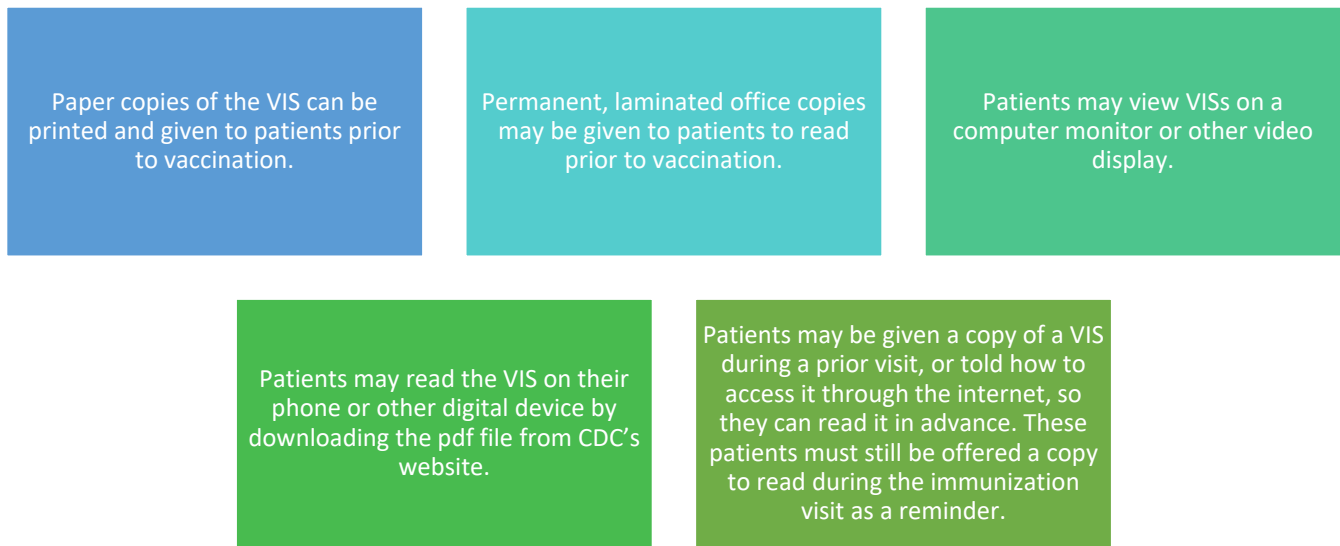 Paper copies of the VIS can be
printed and given to patients prior
to vaccination.
Permanent, laminated office copies
may be given to patients to read
prior to vaccination.
Patients may view VISs on a
computer monitor or other video
display.
Patients may read the VIS on their
phone or other digital device by
downloading the pdf file from CDC’s
website.
Patients may be given a copy of a VIS
during a prior visit, or told how to
access it through the internet, so
they can read it in advance. These
patients must still be offered a copy
to read during the immunization
visit as a reminder.